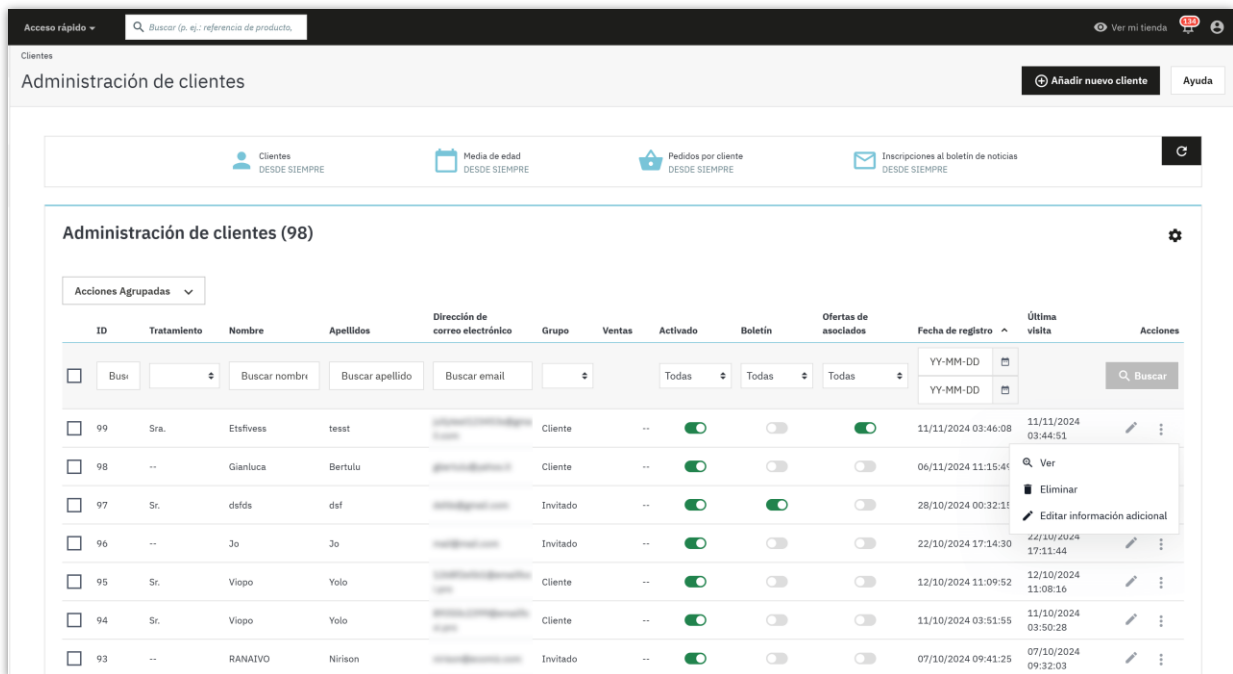 Acceso rápido
Buscar (p. ej.: referencia de producto,
Ver mi tienda
134
Clientes
Administración de clientes
Añadir nuevo cliente
Ayuda
Clientes
DESDE SIEMPRE
Media de edad
DESDE SIEMPRE
Pedidos por cliente
DESDE SIEMPRE
Inscripciones al boletín de noticias
DESDE SIEMPRE
Administración de clientes (98)
Acciones Agrupadas
ID Tratamiento Nombre Apellidos Dirección de correo electrónico Grupo Ventas Activado Boletín Ofertas de asociados Fecha de registro Última visita Acciones
Buscar nombre Buscar apellido Buscar email Todas Todas Todas YY-MM-DD Buscar
YY-MM-DD
99 Sra. Etsfivess tesst Cliente -- 11/11/2024 03:46:08 11/11/2024 03:44:51
98 -- Gianluca Bertulu Cliente -- 06/11/2024 11:15:49
Ver
Eliminar
Editar información adicional
97 Sr. dsfds dsf Invitado -- 28/10/2024 00:32:15
96 -- Jo Jo Invitado -- 22/10/2024 17:14:30 22/10/2024 17:11:44
95 Sr. Viopo Yolo Cliente -- 12/10/2024 11:09:52 12/10/2024 11:08:16
94 Sr. Viopo Yolo Cliente -- 11/10/2024 03:51:55 11/10/2024 03:50:28
93 -- RANAIVO Nirison Invitado -- 07/10/2024 09:41:25 07/10/2024 09:32:03